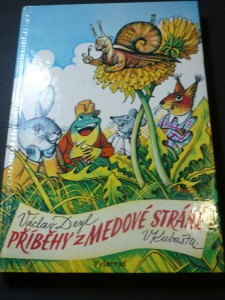 Václav Deyl
PŘÍBĚHY Z MEDOVÉ STRÁNĚ
V. Kubašta